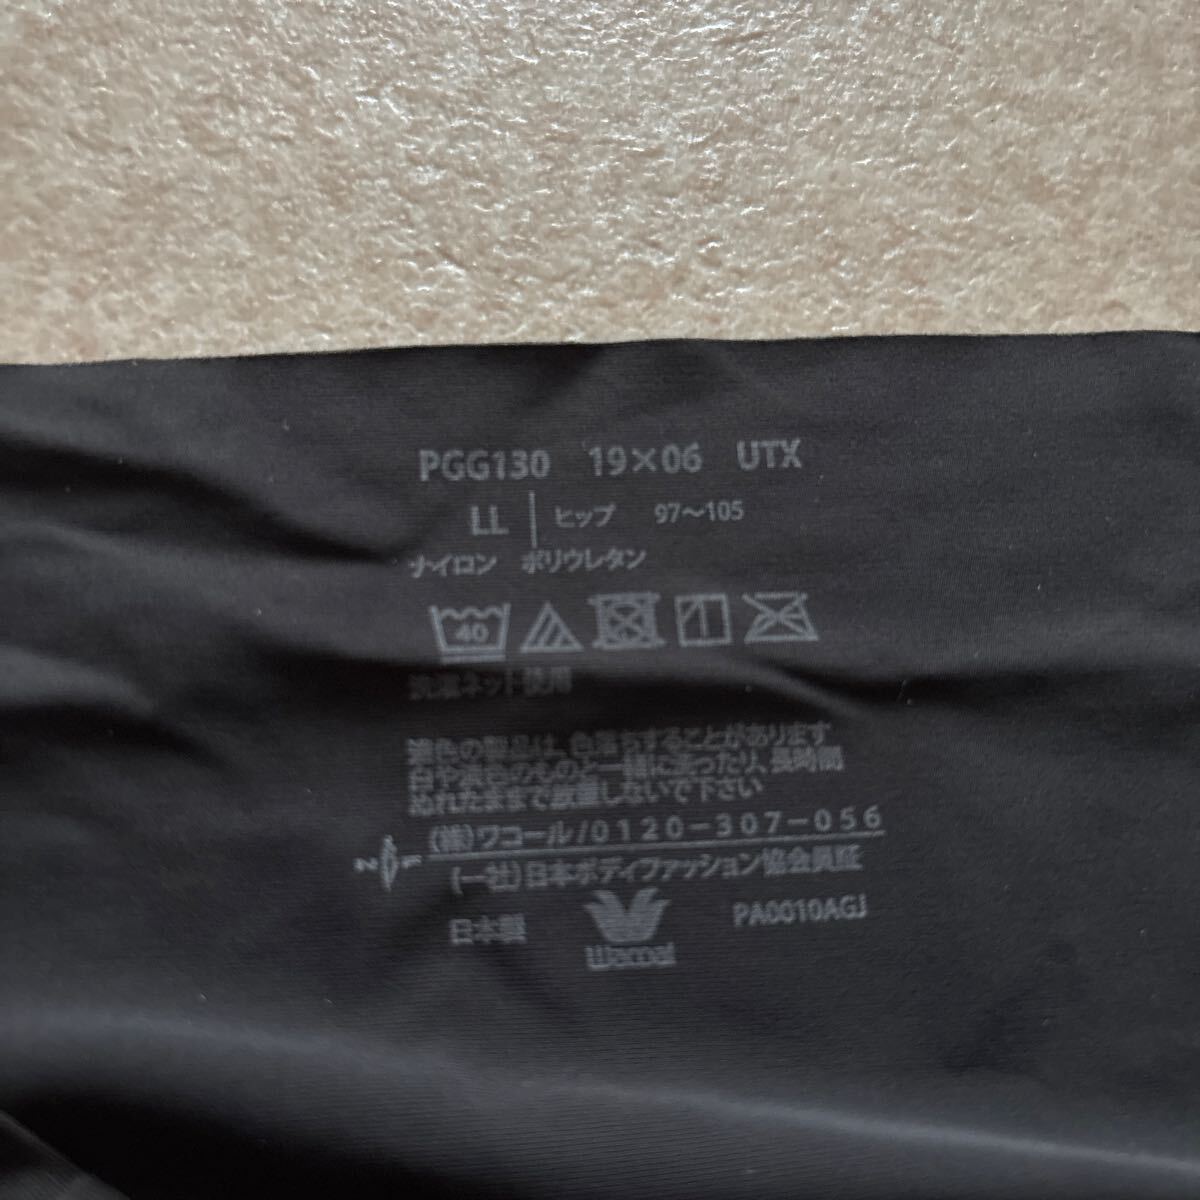 PGG130 19×06 UTX
LL ヒップ 97〜105
ナイロン ポリウレタン
40
洗濯ネット使用
濃色の製品は、色落ちすることがあります
白や淡色のものと一緒に洗ったり、長時間
ぬれたままで放置しないで下さい
(株)ワコール/0120-307-056
(一社)日本ボディファッション協会員証
日本製 Wacoal PA0010AGJ